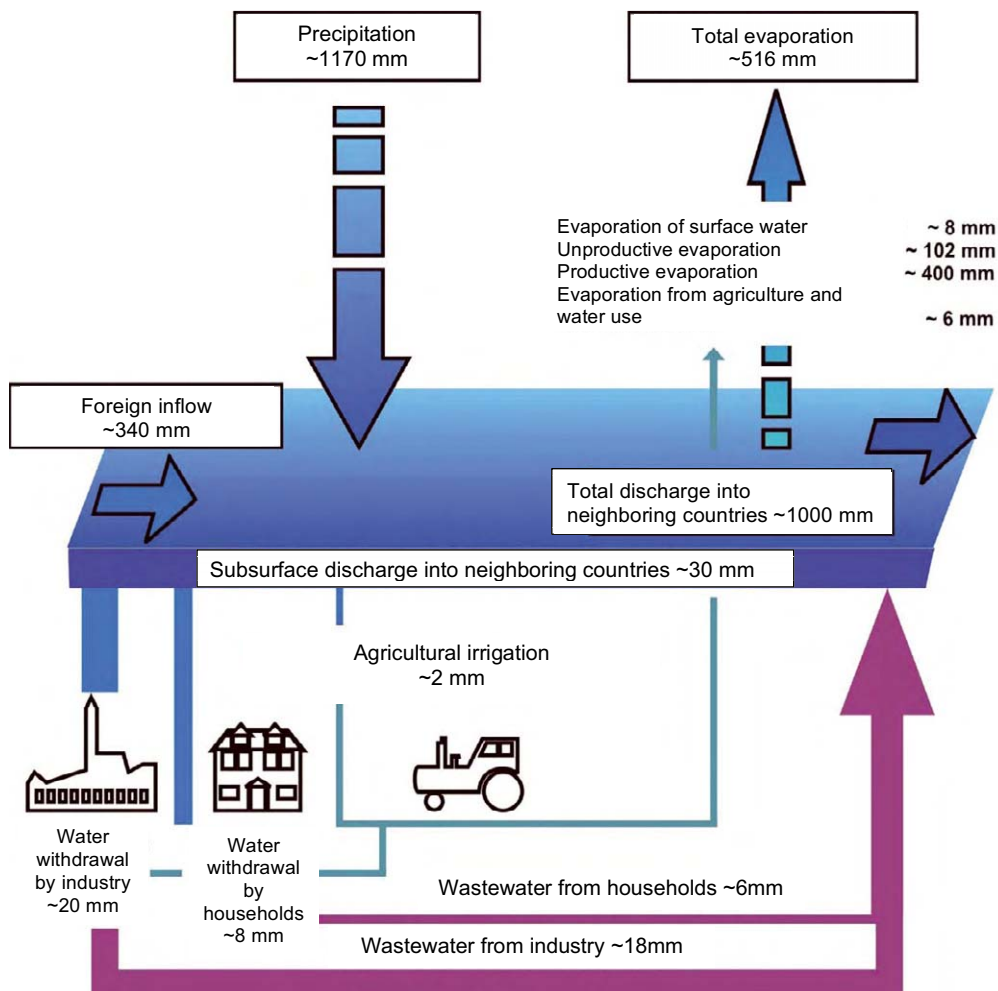 Precipitation
~1170 mm
Total evaporation
~516 mm
Evaporation of surface water ~ 8 mm
Unproductive evaporation ~ 102 mm
Productive evaporation ~ 400 mm
Evaporation from agriculture and
water use ~ 6 mm
Foreign inflow
~340 mm
Total discharge into
neighboring countries ~1000 mm
Subsurface discharge into neighboring countries ~30 mm
Agricultural irrigation
~2 mm
Water
withdrawal
by industry
~20 mm
Water
withdrawal
by
households
~8 mm
Wastewater from households ~6mm
Wastewater from industry ~18mm